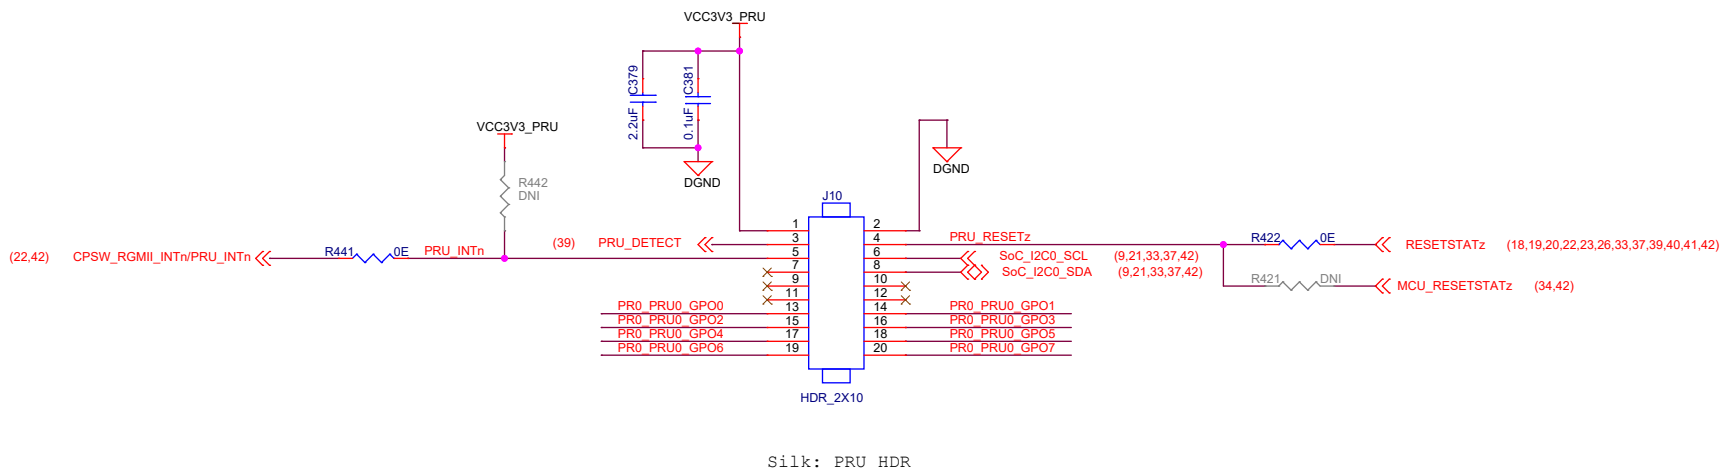 VCC3V3_PRU
C379
2.2uF
C381
0.1uF
DGND
DGND
VCC3V3_PRU
R442
DNI
J10
1 2
(39) PRU_DETECT 3 4 PRU_RESETz R422 0E RESETSTATz (18,19,20,22,23,26,33,37,39,40,41,42)
(22,42) CPSW_RGMII_INTn/PRU_INTn R441 0E PRU_INTn 5 6 SoC_I2C0_SCL (9,21,33,37,42)
7 8 SoC_I2C0_SDA (9,21,33,37,42)
9 10 R421 DNI MCU_RESETSTATz (34,42)
11 12
PR0_PRU0_GPO0 13 14 PR0_PRU0_GPO1
PR0_PRU0_GPO2 15 16 PR0_PRU0_GPO3
PR0_PRU0_GPO4 17 18 PR0_PRU0_GPO5
PR0_PRU0_GPO6 19 20 PR0_PRU0_GPO7
HDR_2X10
Silk: PRU HDR